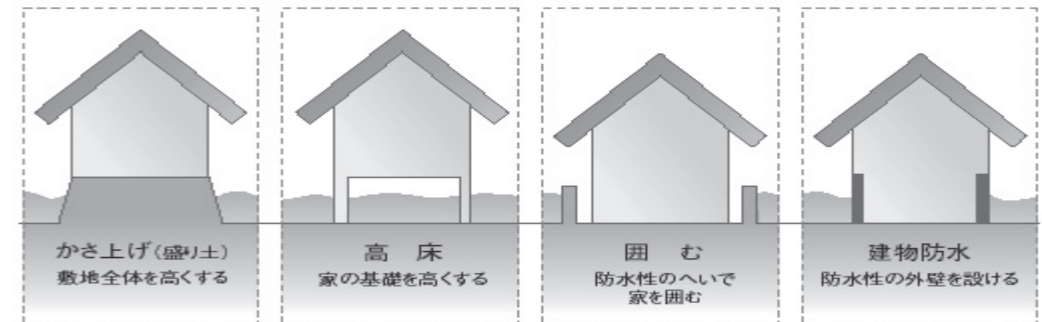 かさ上げ(盛り土)
敷地全体を高くする
高 床
家の基礎を高くする
囲 む
防水性のへいで
家を囲む
建物防水
防水性の外壁を設ける